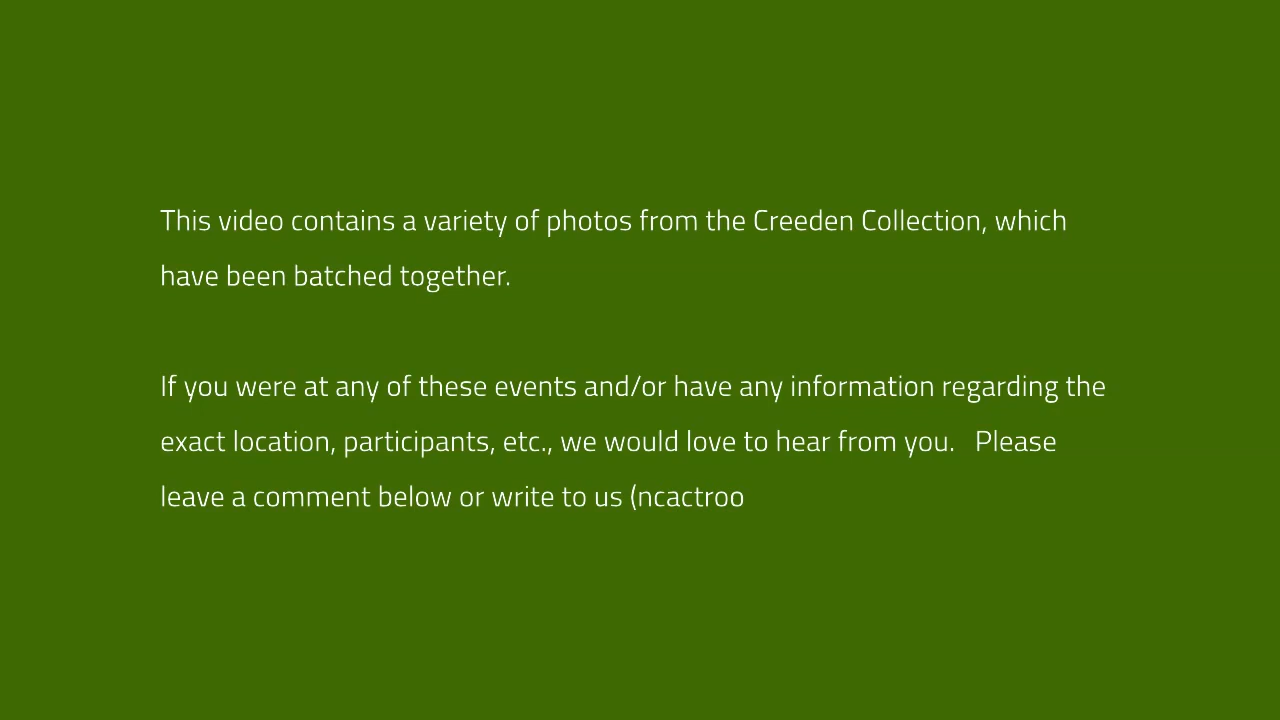 This video contains a variety of photos from the Creeden Collection, which
have been batched together.
If you were at any of these events and/or have any information regarding the
exact location, participants, etc., we would love to hear from you.   Please
leave a comment below or write to us (ncactroo